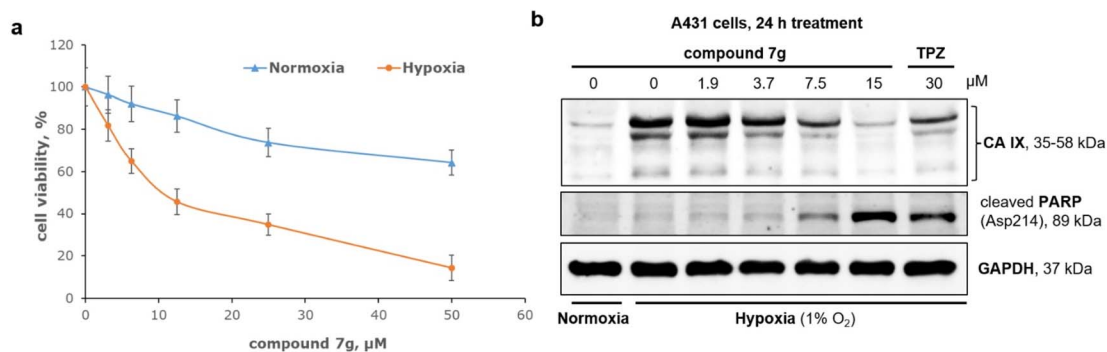 a
120
100
80
60
40
20
0
cell viability, %
Normoxia Hypoxia
0 10 20 30 40 50 60
compound 7g, µM
b
A431 cells, 24 h treatment
compound 7g TPZ
0 0 1.9 3.7 7.5 15 30 µM
CA IX, 35-58 kDa
cleaved PARP
(Asp214), 89 kDa
GAPDH, 37 kDa
Normoxia Hypoxia (1% O₂)